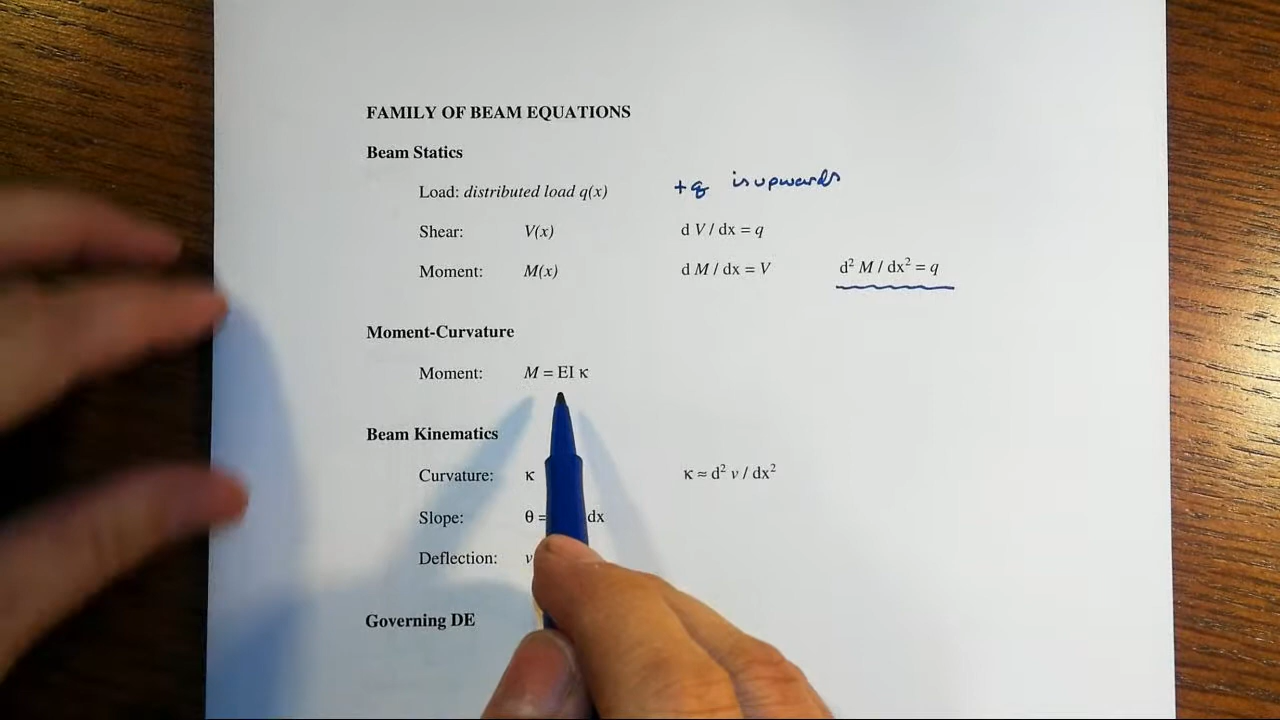 FAMILY OF BEAM EQUATIONS
Beam Statics
Load: distributed load q(x) +q is upwards
Shear: V(x) d V / dx = q
Moment: M(x) d M / dx = V d² M / dx² = q
Moment-Curvature
Moment: M = EI κ
Beam Kinematics
Curvature: κ κ ≈ d² v / dx²
Slope: θ = dx
Deflection: v
Governing DE